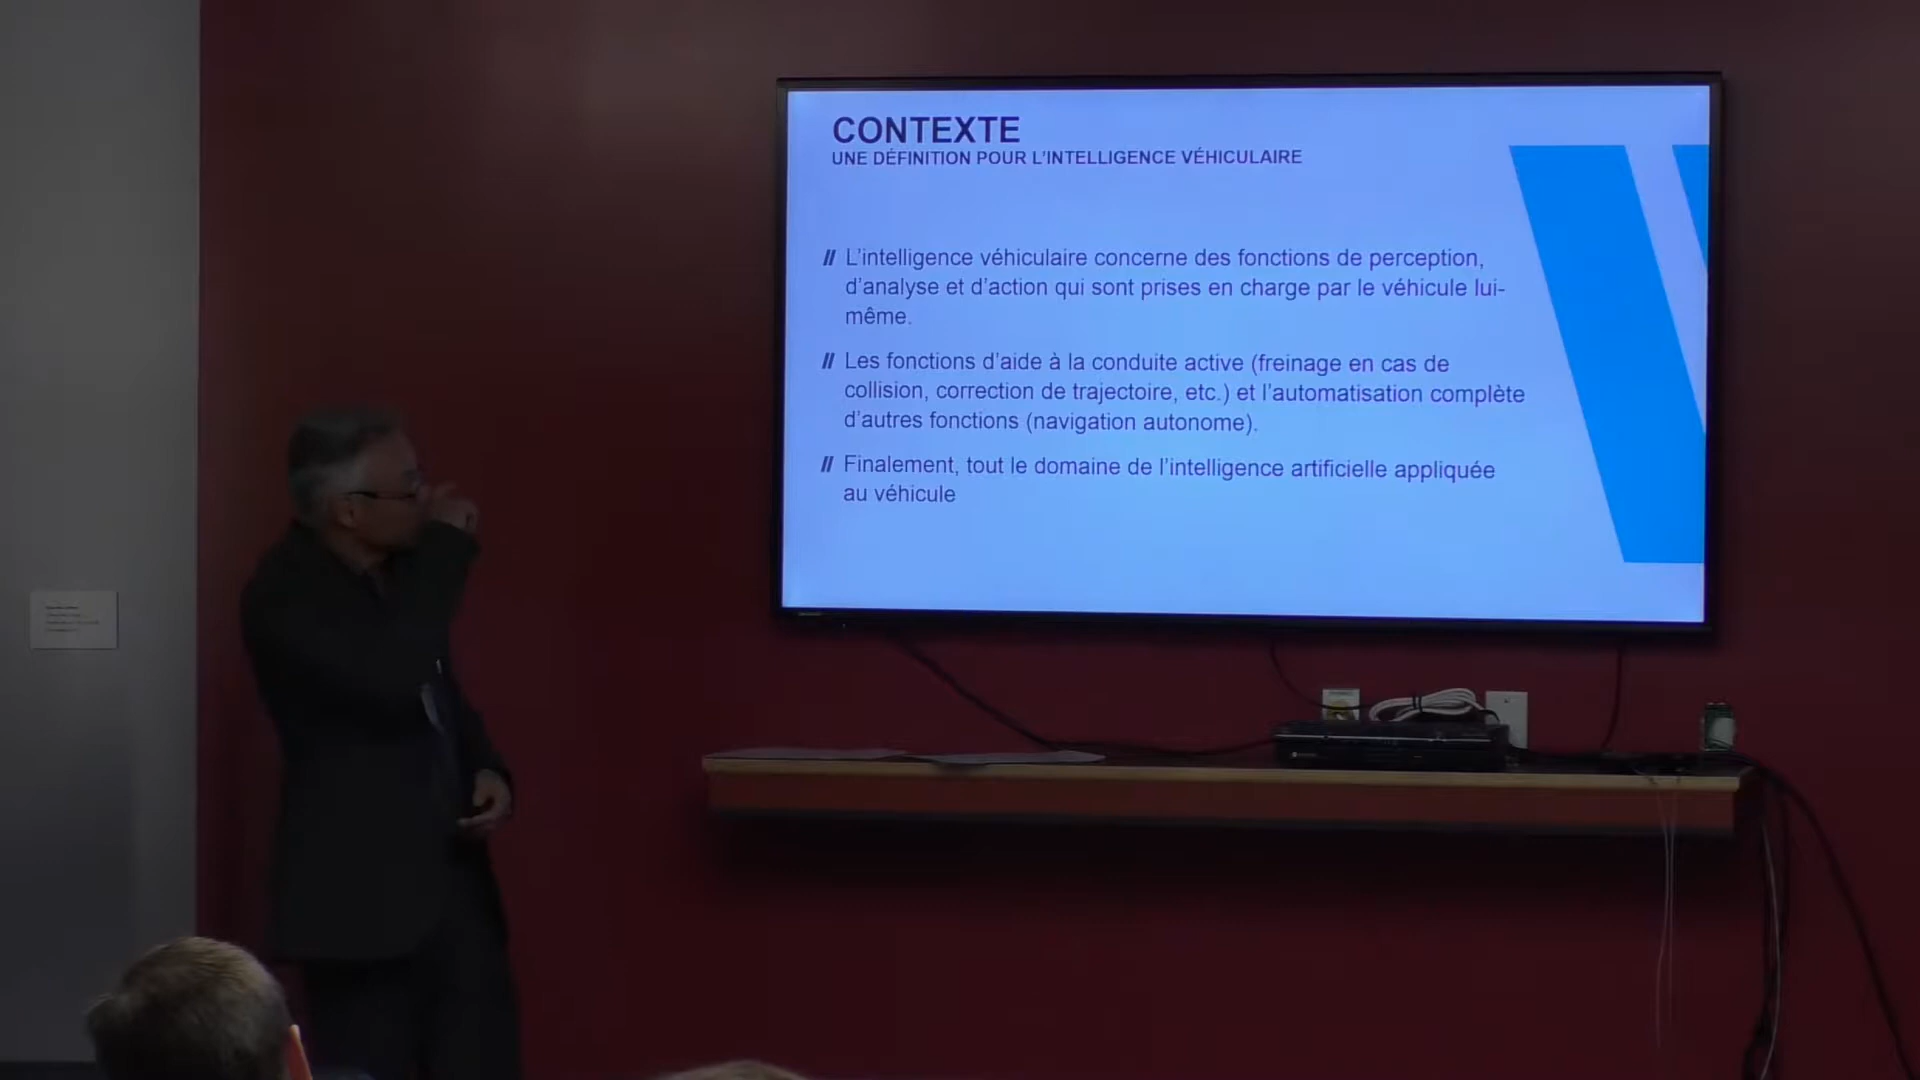 CONTEXTE
UNE DÉFINITION POUR L'INTELLIGENCE VÉHICULAIRE
// L'intelligence véhiculaire concerne des fonctions de perception,
d'analyse et d'action qui sont prises en charge par le véhicule lui-
même.
// Les fonctions d'aide à la conduite active (freinage en cas de
collision, correction de trajectoire, etc.) et l'automatisation complète
d'autres fonctions (navigation autonome).
// Finalement, tout le domaine de l'intelligence artificielle appliquée
au véhicule